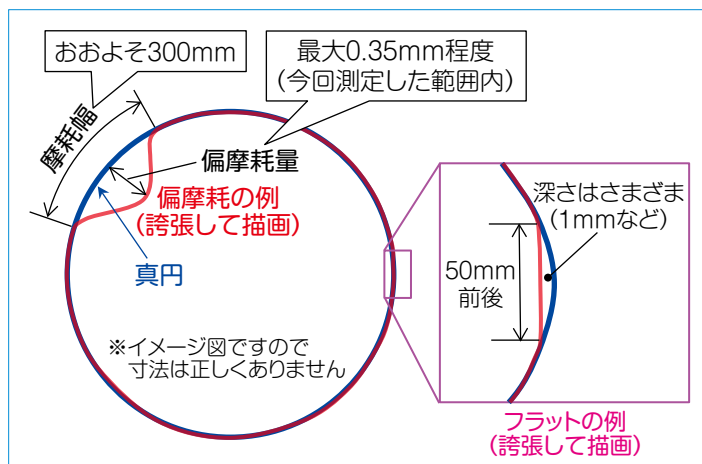 おおよそ300mm
最大0.35mm程度
(今回測定した範囲内)
摩耗幅
偏摩耗量
偏摩耗の例
(誇張して描画)
真円
※イメージ図ですので
寸法は正しくありません
深さはさまざま
(1mmなど)
50mm
前後
フラットの例
(誇張して描画)